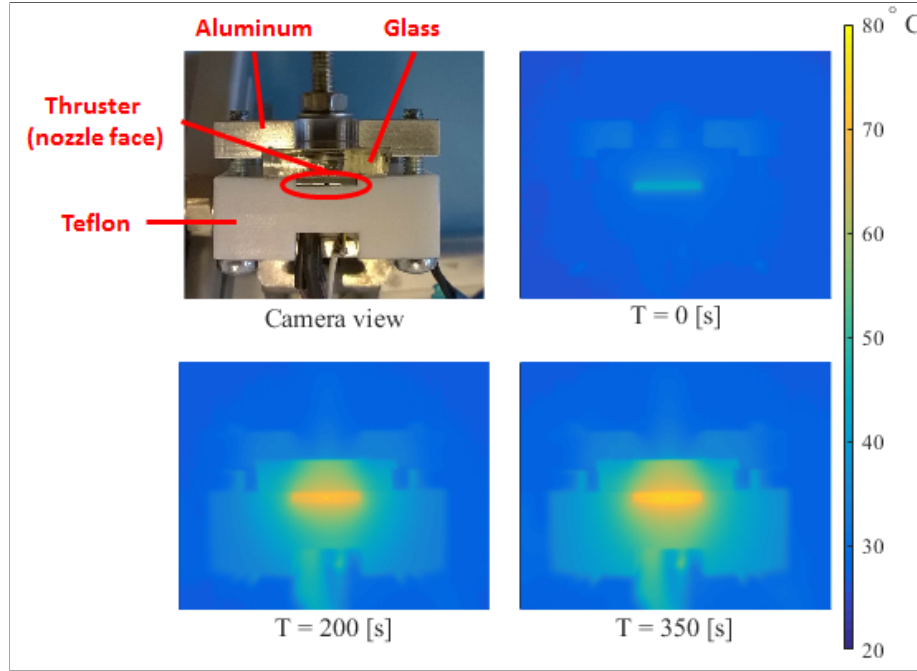 Aluminum
Glass
Thruster
(nozzle face)
Teflon
Camera view
T = 0 [s]
T = 200 [s]
T = 350 [s]
° C
80
70
60
50
40
30
20